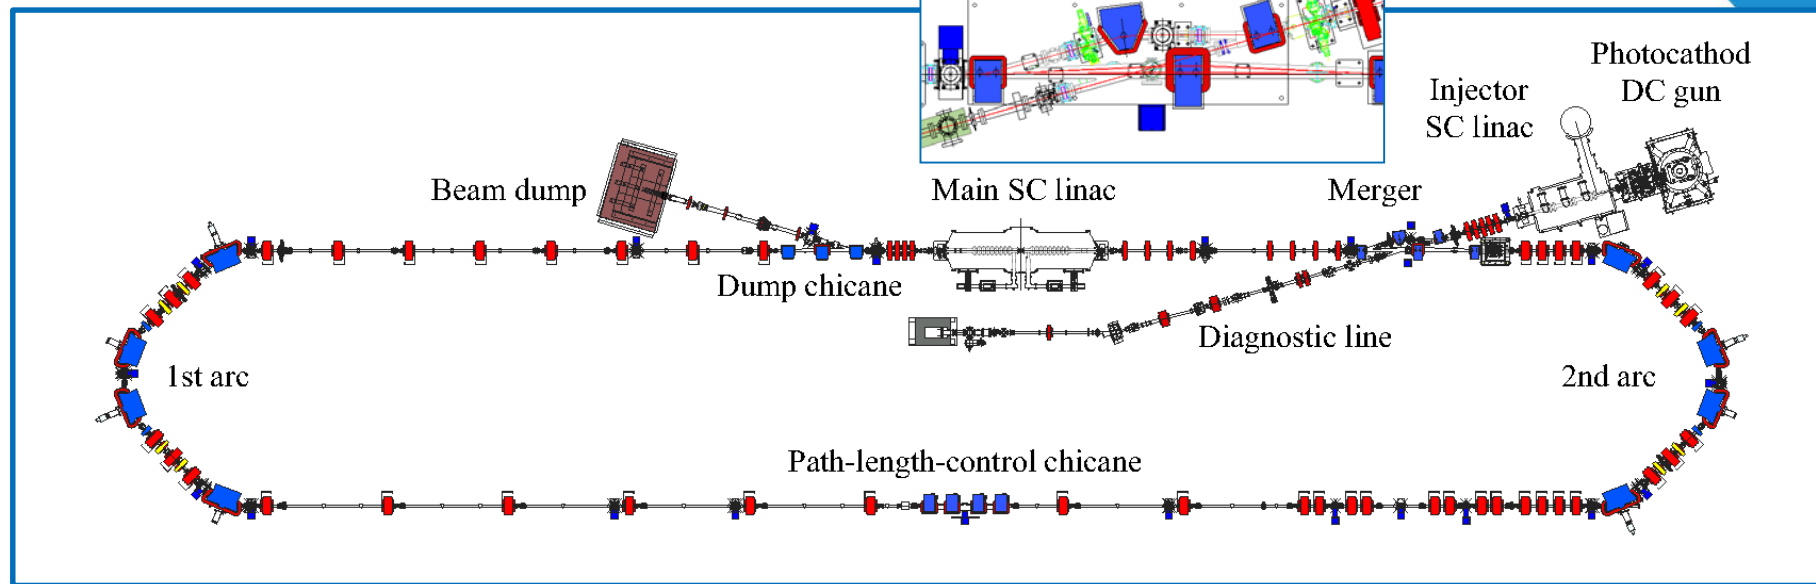 Photocathod
DC gun
Injector
SC linac
Beam dump
Main SC linac
Merger
Dump chicane
Diagnostic line
1st arc
2nd arc
Path-length-control chicane